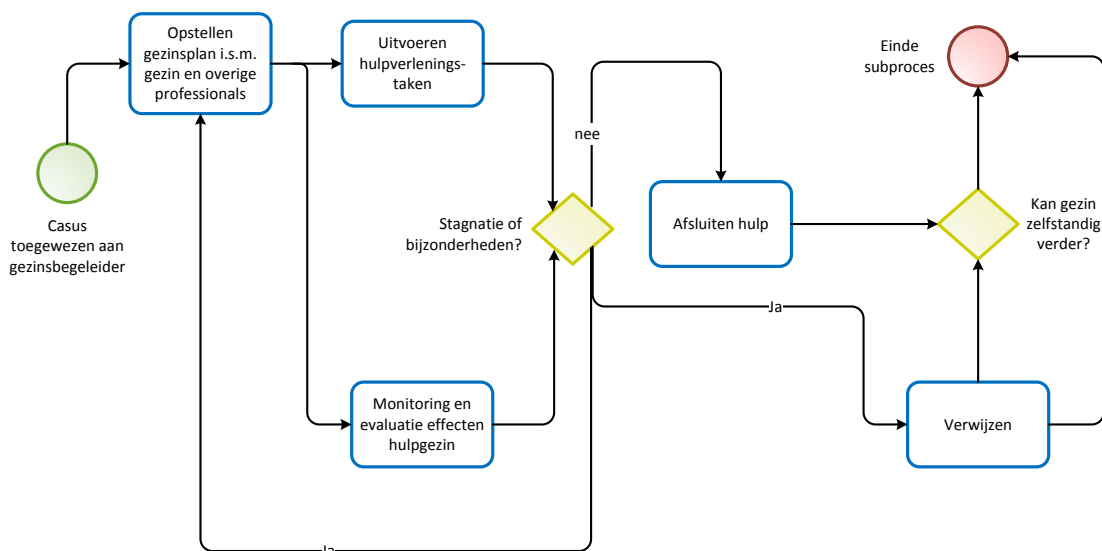 Opstellen
gezinsplan i.s.m.
gezin en overige
professionals
Uitvoeren
hulpverlenings-
taken
Einde
subproces
nee
Casus
toegewezen aan
gezinsbegeleider
Stagnatie of
bijzonderheden?
Afsluiten hulp
Kan gezin
zelfstandig
verder?
Ja
Monitoring en
evaluatie effecten
hulpgezin
Verwijzen
Ja